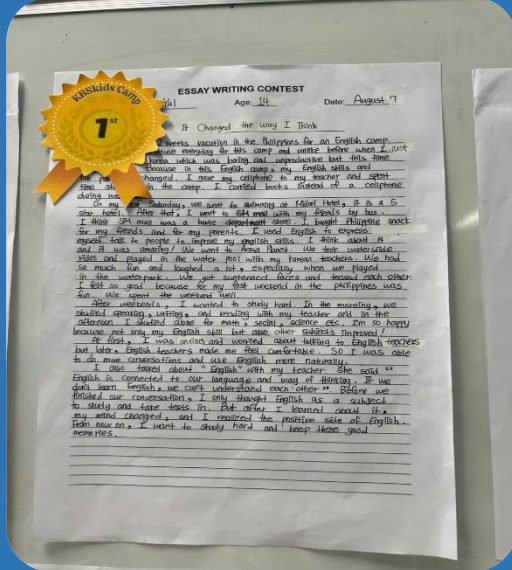 KBSkids Camp
1st
ESSAY WRITING CONTEST
Age: 14 Date: August 7
It Changed the way I Think
weeks vacation in the Philippines for an English camp.
everyday for this camp and unlike before when I just
korea which was boring and unproductive but this time
Because in this English camp, my English skills and
changed. I gave my cellphone to my teacher and spent
time in the camp. I carried books instead of a cellphone
during
On my Saturday, we went to swimming at Midori Hotel, it is a 5
star hotel. After that, I went to SM mall with my friends by bus.
I think SM mall was a huge department store. I bought Philippine snack
for my friends and for my parents. I used English to express
myself talk to people to improve my english skills. I think about it
and it was amazing! We went to Aqua Planet. We took waterslide
rides and played in the water pool with my korean teachers. We had
so much fun and laughed a lot, especially when we played
in the waterpark. We got suntanned faces and teased each other.
I felt so good because for my first weekend in the philippines was
fun. We spent the weekend well.
After weekends, I wanted to study hard. In the morning, we
studied speaking, writing, and reading with my teacher and in the
afternoon I studied alone for math, social, science etc. I'm so happy
because not only my English skill but also other subjects improved!
At first, I was anxious and worried about talking to English teachers
but later, English teachers made me feel comfortable. SO I was able
to do more conversations and use English more naturally.
I also talked about "English" with my teacher. She said "
English is connected to our language and way of thinking. If we
don't learn English, we can't understand each other". Before we
finished our conversation, I only thought English as a subject
to study and take tests in. But after I learned about it,
my mind changed, and I realized the positive side of English.
From now on, I want to study hard and keep these good
memories.